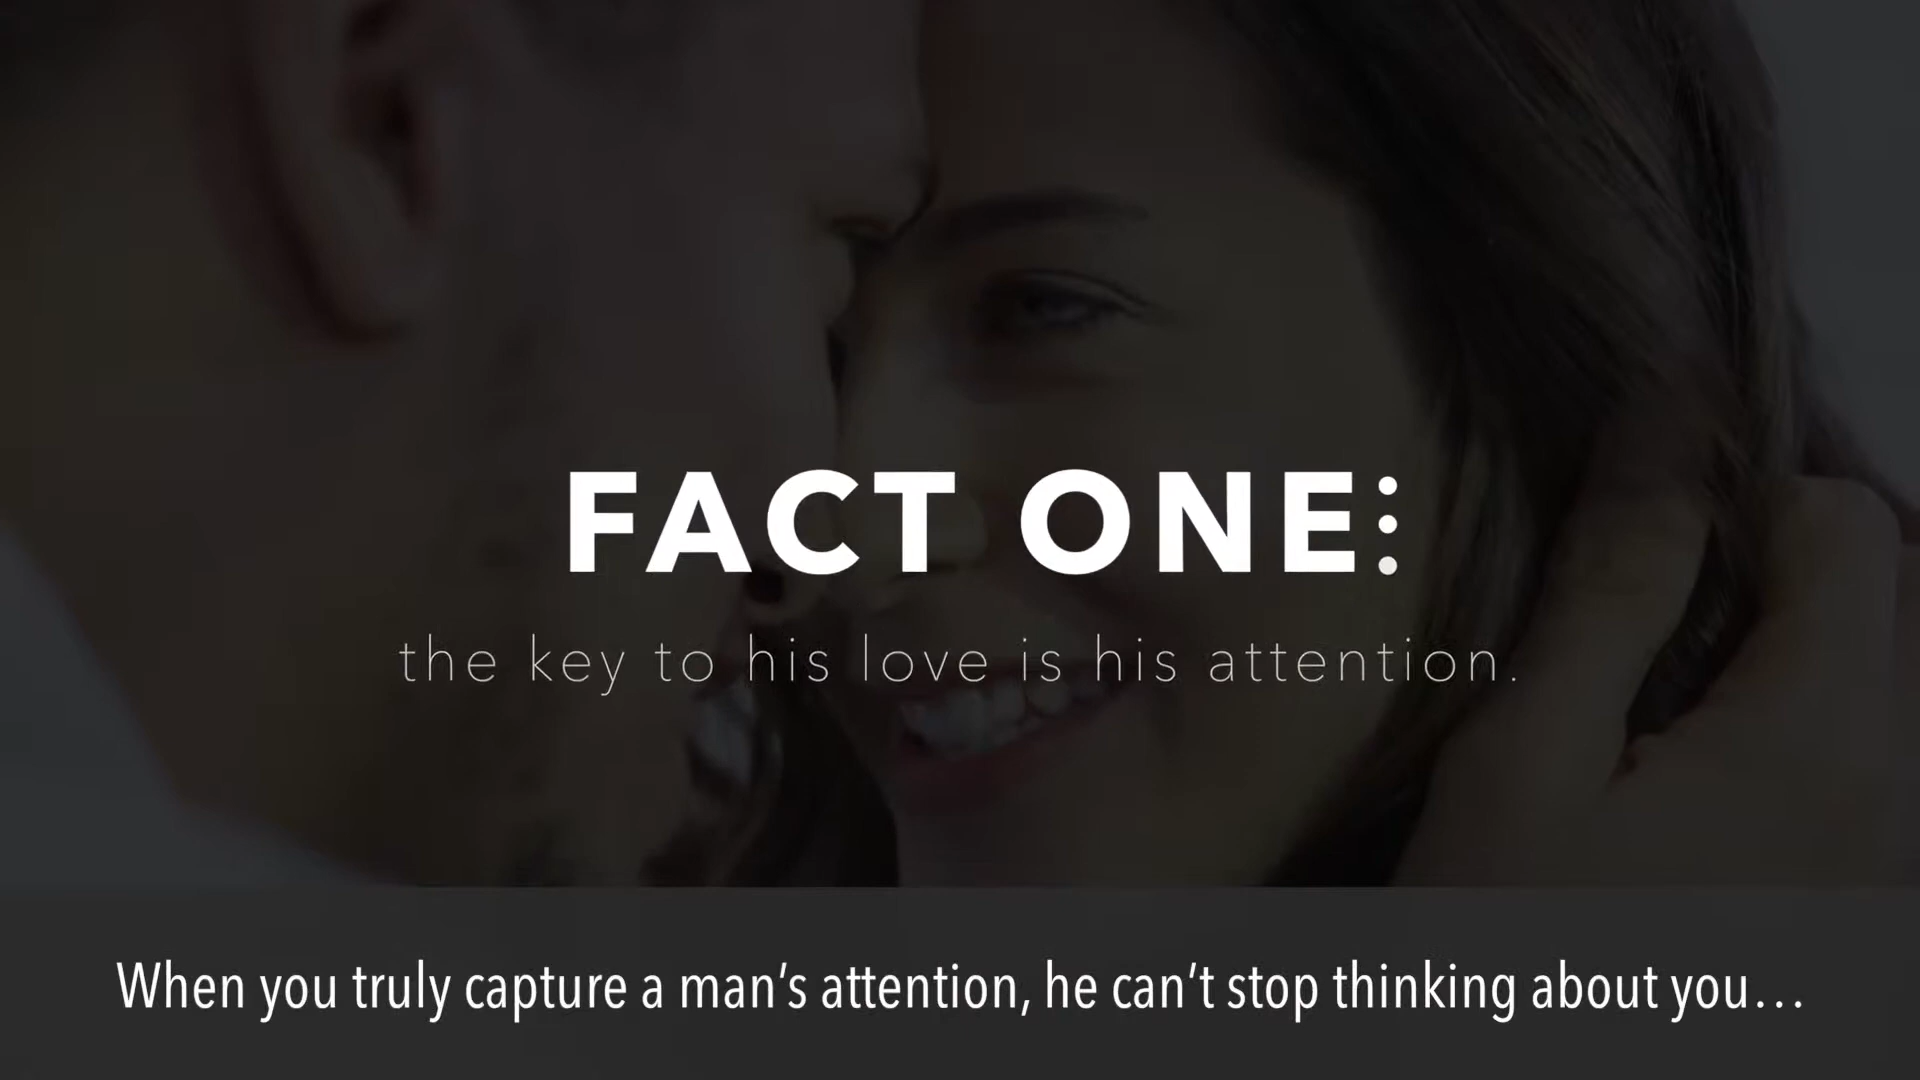 FACT ONE⋮
the key to his love is his attention.
When you truly capture a man’s attention, he can’t stop thinking about you…